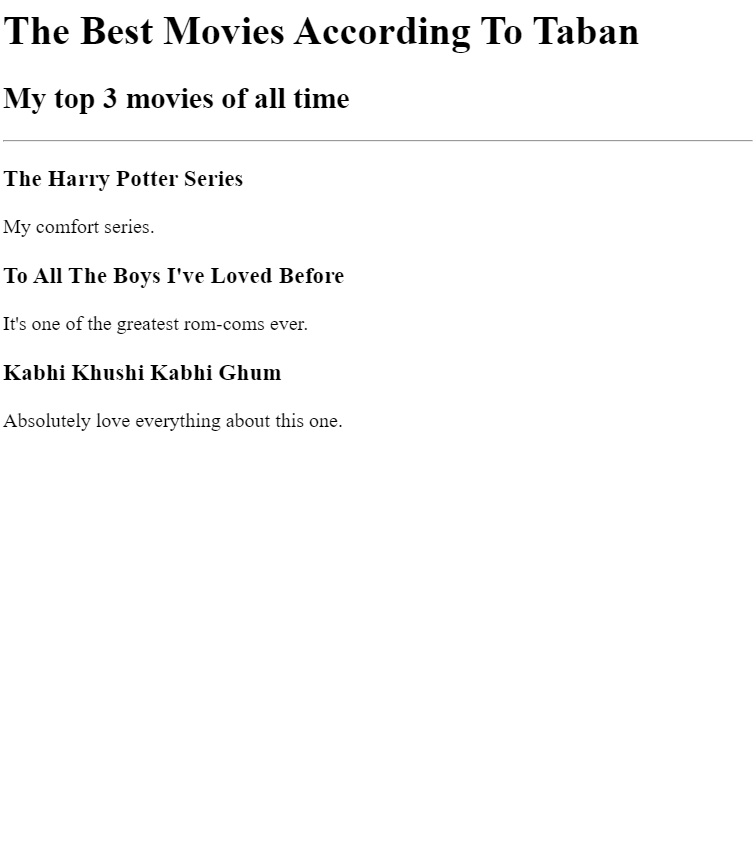 The Best Movies According To Taban
My top 3 movies of all time
The Harry Potter Series
My comfort series.
To All The Boys I've Loved Before
It's one of the greatest rom-coms ever.
Kabhi Khushi Kabhi Ghum
Absolutely love everything about this one.